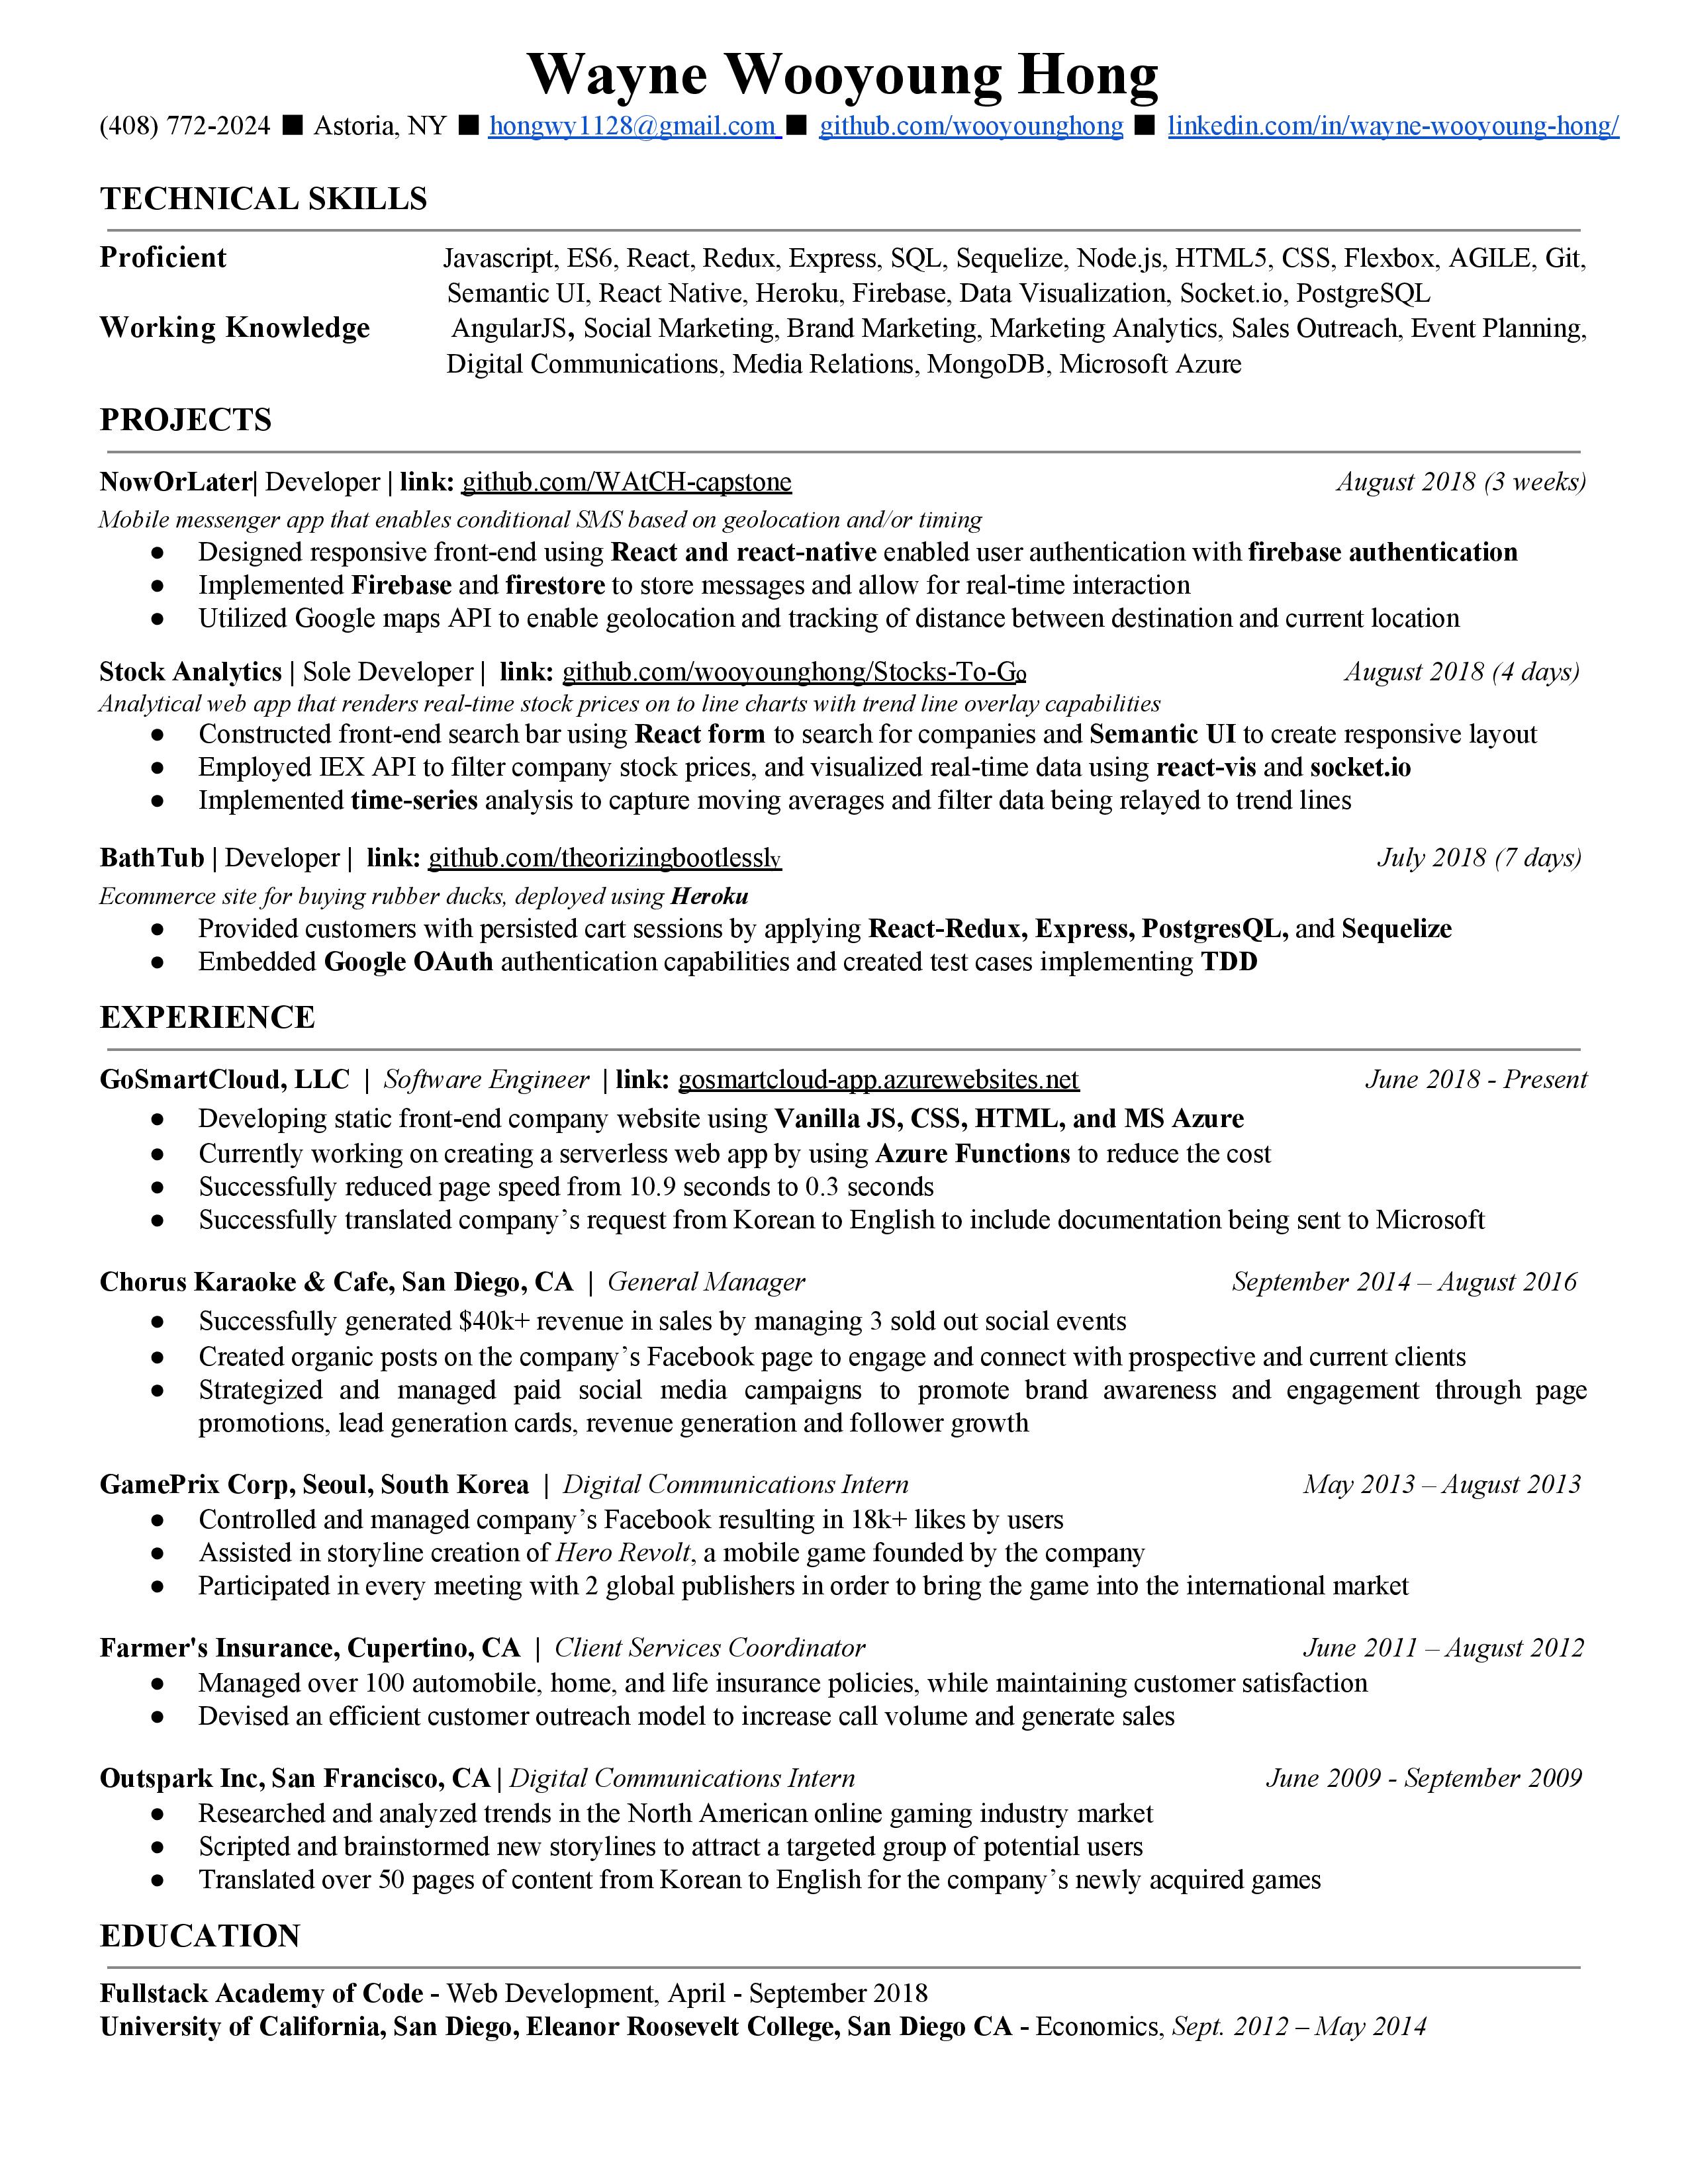 Wayne Wooyoung Hong
(408) 772-2024 ■ Astoria, NY ■ hongwy1128@gmail.com ■ github.com/wooyounghong ■ linkedin.com/in/wayne-wooyoung-hong/
TECHNICAL SKILLS
Proficient Javascript, ES6, React, Redux, Express, SQL, Sequelize, Node.js, HTML5, CSS, Flexbox, AGILE, Git,
Semantic UI, React Native, Heroku, Firebase, Data Visualization, Socket.io, PostgreSQL
Working Knowledge AngularJS, Social Marketing, Brand Marketing, Marketing Analytics, Sales Outreach, Event Planning,
Digital Communications, Media Relations, MongoDB, Microsoft Azure
PROJECTS
NowOrLater| Developer | link: github.com/WAtCH-capstone August 2018 (3 weeks)
Mobile messenger app that enables conditional SMS based on geolocation and/or timing
● Designed responsive front-end using React and react-native enabled user authentication with firebase authentication
● Implemented Firebase and firestore to store messages and allow for real-time interaction
● Utilized Google maps API to enable geolocation and tracking of distance between destination and current location
Stock Analytics | Sole Developer | link: github.com/wooyounghong/Stocks-To-Go August 2018 (4 days)
Analytical web app that renders real-time stock prices on to line charts with trend line overlay capabilities
● Constructed front-end search bar using React form to search for companies and Semantic UI to create responsive layout
● Employed IEX API to filter company stock prices, and visualized real-time data using react-vis and socket.io
● Implemented time-series analysis to capture moving averages and filter data being relayed to trend lines
BathTub | Developer | link: github.com/theorizingbootlessly July 2018 (7 days)
Ecommerce site for buying rubber ducks, deployed using Heroku
● Provided customers with persisted cart sessions by applying React-Redux, Express, PostgresQL, and Sequelize
● Embedded Google OAuth authentication capabilities and created test cases implementing TDD
EXPERIENCE
GoSmartCloud, LLC | Software Engineer | link: gosmartcloud-app.azurewebsites.net June 2018 - Present
● Developing static front-end company website using Vanilla JS, CSS, HTML, and MS Azure
● Currently working on creating a serverless web app by using Azure Functions to reduce the cost
● Successfully reduced page speed from 10.9 seconds to 0.3 seconds
● Successfully translated company’s request from Korean to English to include documentation being sent to Microsoft
Chorus Karaoke & Cafe, San Diego, CA | General Manager September 2014 – August 2016
● Successfully generated $40k+ revenue in sales by managing 3 sold out social events
● Created organic posts on the company’s Facebook page to engage and connect with prospective and current clients
● Strategized and managed paid social media campaigns to promote brand awareness and engagement through page
promotions, lead generation cards, revenue generation and follower growth
GamePrix Corp, Seoul, South Korea | Digital Communications Intern May 2013 – August 2013
● Controlled and managed company’s Facebook resulting in 18k+ likes by users
● Assisted in storyline creation of Hero Revolt, a mobile game founded by the company
● Participated in every meeting with 2 global publishers in order to bring the game into the international market
Farmer's Insurance, Cupertino, CA | Client Services Coordinator June 2011 – August 2012
● Managed over 100 automobile, home, and life insurance policies, while maintaining customer satisfaction
● Devised an efficient customer outreach model to increase call volume and generate sales
Outspark Inc, San Francisco, CA | Digital Communications Intern June 2009 - September 2009
● Researched and analyzed trends in the North American online gaming industry market
● Scripted and brainstormed new storylines to attract a targeted group of potential users
● Translated over 50 pages of content from Korean to English for the company’s newly acquired games
EDUCATION
Fullstack Academy of Code - Web Development, April - September 2018
University of California, San Diego, Eleanor Roosevelt College, San Diego CA - Economics, Sept. 2012 – May 2014